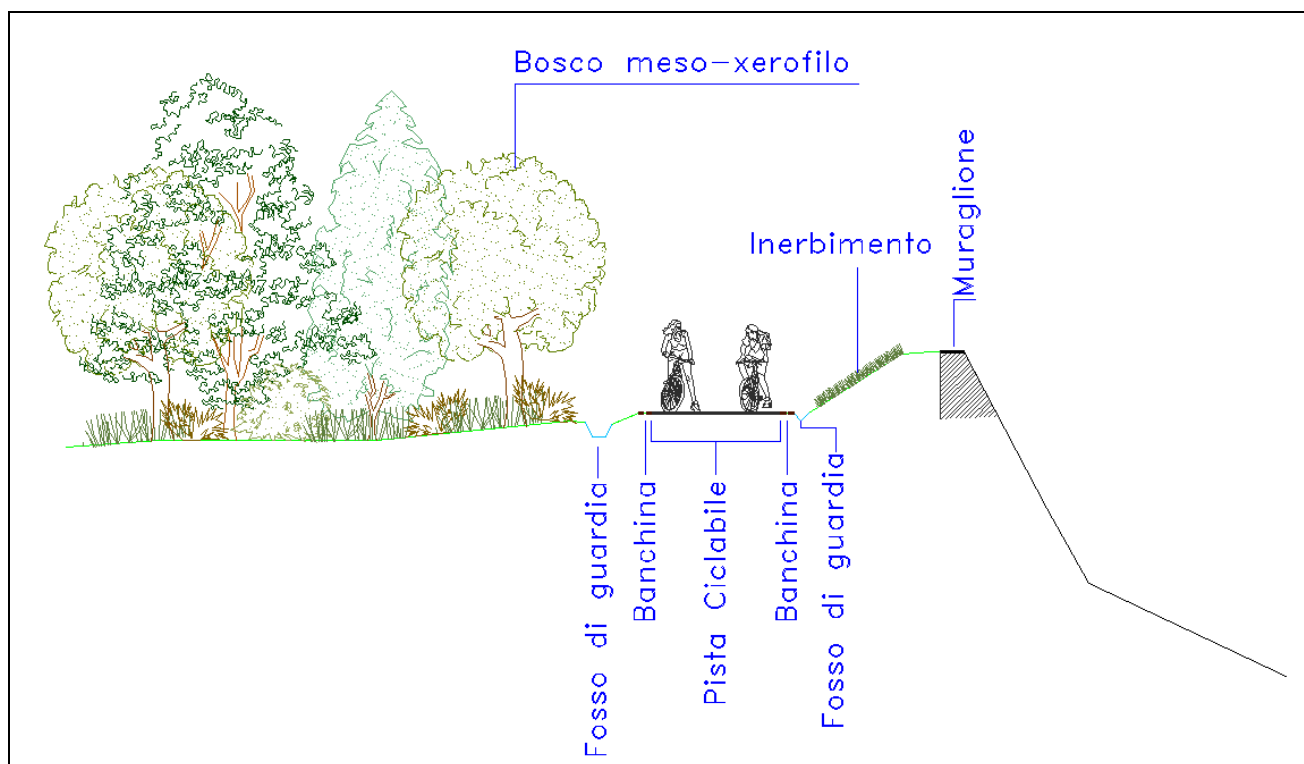 Bosco meso-xerofilo
Muraglione
Inerbimento
Fosso di guardia
Banchina
Pista Ciclabile
Banchina
Fosso di guardia